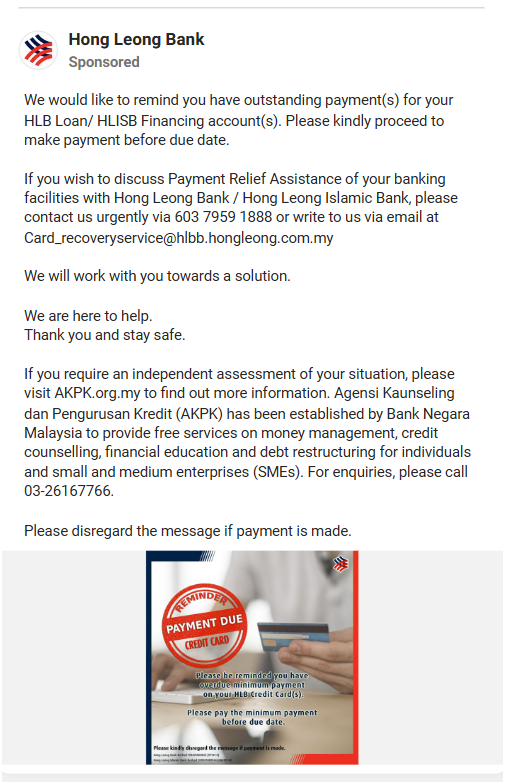 Hong Leong Bank
Sponsored
We would like to remind you have outstanding payment(s) for your
HLB Loan/ HLISB Financing account(s). Please kindly proceed to
make payment before due date.
If you wish to discuss Payment Relief Assistance of your banking
facilities with Hong Leong Bank / Hong Leong Islamic Bank, please
contact us urgently via 603 7959 1888 or write to us via email at
Card_recoveryservice@hlbb.hongleong.com.my
We will work with you towards a solution.
We are here to help.
Thank you and stay safe.
If you require an independent assessment of your situation, please
visit AKPK.org.my to find out more information. Agensi Kaunseling
dan Pengurusan Kredit (AKPK) has been established by Bank Negara
Malaysia to provide free services on money management, credit
counselling, financial education and debt restructuring for individuals
and small and medium enterprises (SMEs). For enquiries, please call
03-26167766.
Please disregard the message if payment is made.
REMINDER
PAYMENT DUE
CREDIT CARD
Please be reminded you have
overdue minimum payment
on your HLB Credit Card(s).
Please pay the minimum payment
before due date.
Please kindly disregard the message if payment is made.